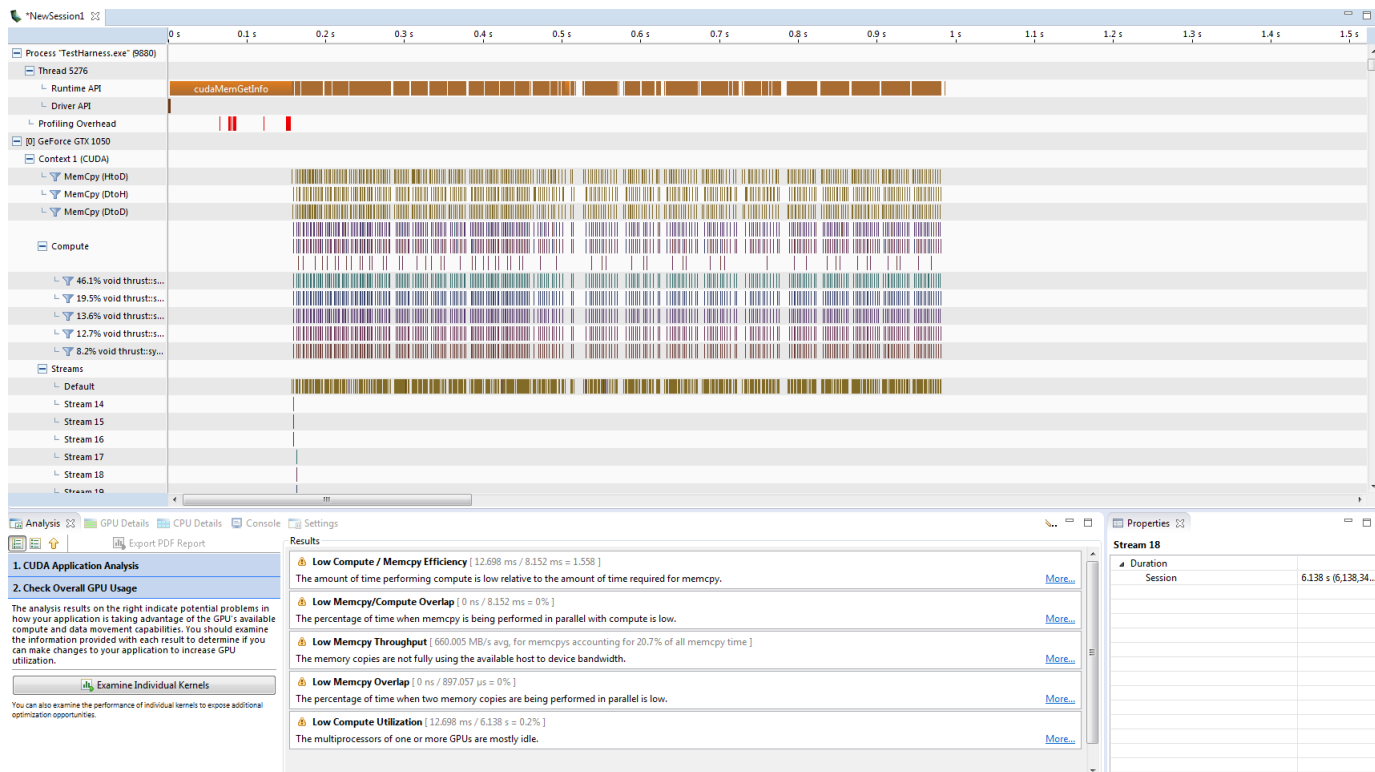 *NewSession1
0 s 0.1 s 0.2 s 0.3 s 0.4 s 0.5 s 0.6 s 0.7 s 0.8 s 0.9 s 1 s 1.1 s 1.2 s 1.3 s 1.4 s 1.5 s
Process "TestHarness.exe" (9880)
Thread 5276
Runtime API
cudaMemGetInfo
Driver API
Profiling Overhead
[0] GeForce GTX 1050
Context 1 (CUDA)
MemCpy (HtoD)
MemCpy (DtoH)
MemCpy (DtoD)
Compute
46.1% void thrust::s...
19.5% void thrust::s...
13.6% void thrust::s...
12.7% void thrust::s...
8.2% void thrust::sy...
Streams
Default
Stream 14
Stream 15
Stream 16
Stream 17
Stream 18
Stream 19
Analysis GPU Details CPU Details Console Settings
Export PDF Report
1. CUDA Application Analysis
2. Check Overall GPU Usage
The analysis results on the right indicate potential problems in
how your application is taking advantage of the GPU's available
compute and data movement capabilities. You should examine
the information provided with each result to determine if you
can make changes to your application to increase GPU
utilization.
Examine Individual Kernels
You can also examine the performance of individual kernels to expose additional
optimization opportunities.
Results
Low Compute / Memcpy Efficiency [ 12.698 ms / 8.152 ms = 1.558 ]
The amount of time performing compute is low relative to the amount of time required for memcpy. More...
Low Memcpy/Compute Overlap [ 0 ns / 8.152 ms = 0% ]
The percentage of time when memcpy is being performed in parallel with compute is low. More...
Low Memcpy Throughput [ 660.005 MB/s avg, for memcpys accounting for 20.7% of all memcpy time ]
The memory copies are not fully using the available host to device bandwidth. More...
Low Memcpy Overlap [ 0 ns / 897.057 µs = 0% ]
The percentage of time when two memory copies are being performed in parallel is low. More...
Low Compute Utilization [ 12.698 ms / 6.138 s = 0.2% ]
The multiprocessors of one or more GPUs are mostly idle. More...
Properties
Stream 18
Duration
Session 6.138 s (6,138,34...